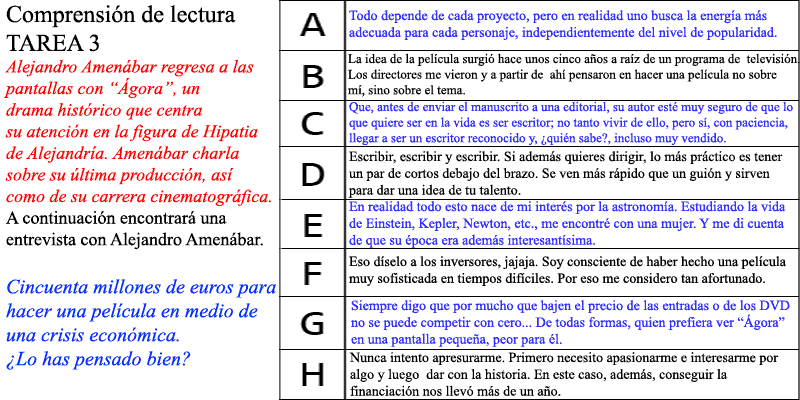 Comprensión de lectura
TAREA 3
Alejandro Amenábar regresa a las
pantallas con “Ágora”, un
drama histórico que centra
su atención en la figura de Hipatia
de Alejandría. Amenábar charla
sobre su última producción, así
como de su carrera cinematográfica.
A continuación encontrará una
entrevista con Alejandro Amenábar.
Cincuenta millones de euros para
hacer una película en medio de
una crisis económica.
¿Lo has pensado bien?
A
Todo depende de cada proyecto, pero en realidad uno busca la energía más
adecuada para cada personaje, independientemente del nivel de popularidad.
B
La idea de la película surgió hace unos cinco años a raíz de un programa de televisión.
Los directores me vieron y a partir de ahí pensaron en hacer una película no sobre
mí, sino sobre el tema.
C
Que, antes de enviar el manuscrito a una editorial, su autor esté muy seguro de que lo
que quiere ser en la vida es ser escritor; no tanto vivir de ello, pero sí, con paciencia,
llegar a ser un escritor reconocido y, ¿quién sabe?, incluso muy vendido.
D
Escribir, escribir y escribir. Si además quieres dirigir, lo más práctico es tener
un par de cortos debajo del brazo. Se ven más rápido que un guión y sirven
para dar una idea de tu talento.
E
En realidad todo esto nace de mi interés por la astronomía. Estudiando la vida
de Einstein, Kepler, Newton, etc., me encontré con una mujer. Y me di cuenta
de que su época era además interesantísima.
F
Eso díselo a los inversores, jajaja. Soy consciente de haber hecho una película
muy sofisticada en tiempos difíciles. Por eso me considero tan afortunado.
G
Siempre digo que por mucho que bajen el precio de las entradas o de los DVD
no se puede competir con cero... De todas formas, quien prefiera ver “Ágora”
en una pantalla pequeña, peor para él.
H
Nunca intento apresurarme. Primero necesito apasionarme e interesarme por
algo y luego dar con la historia. En este caso, además, conseguir la
financiación nos llevó más de un año.